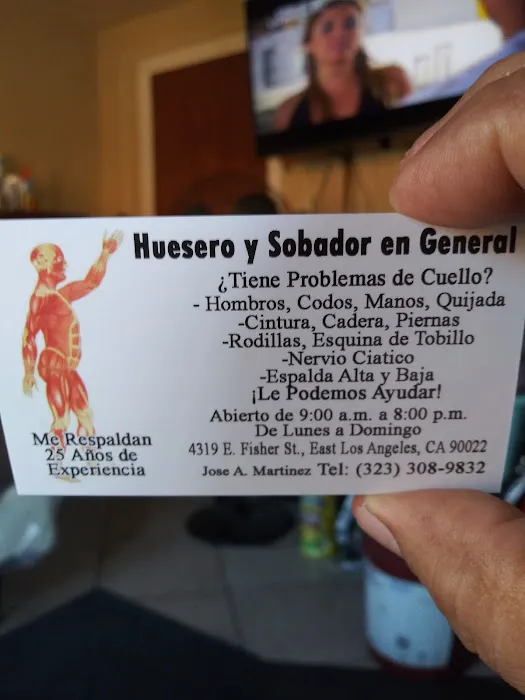 Huesero y Sobador en General
¿Tiene Problemas de Cuello?
- Hombros, Codos, Manos, Quijada
-Cintura, Cadera, Piernas
-Rodillas, Esquina de Tobillo
-Nervio Ciatico
-Espalda Alta y Baja
¡Le Podemos Ayudar!
Abierto de 9:00 a.m. a 8:00 p.m.
De Lunes a Domingo
4319 E. Fisher St., East Los Angeles, CA 90022
Jose A. Martinez Tel: (323) 308-9832
Me Respaldan
25 Años de
Experiencia